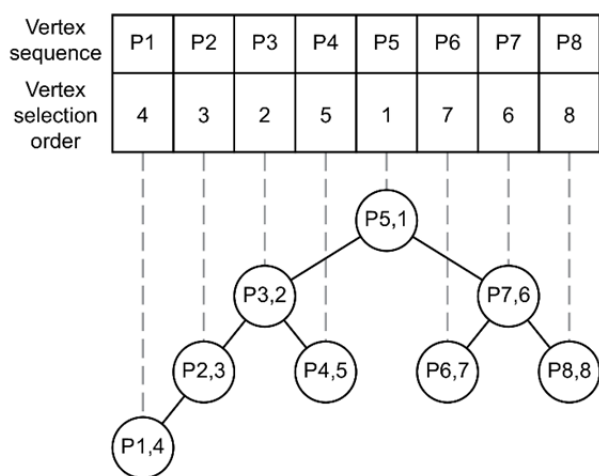 Vertex sequence P1 P2 P3 P4 P5 P6 P7 P8
Vertex selection order 4 3 2 5 1 7 6 8
P5,1
P3,2 P7,6
P2,3 P4,5 P6,7 P8,8
P1,4